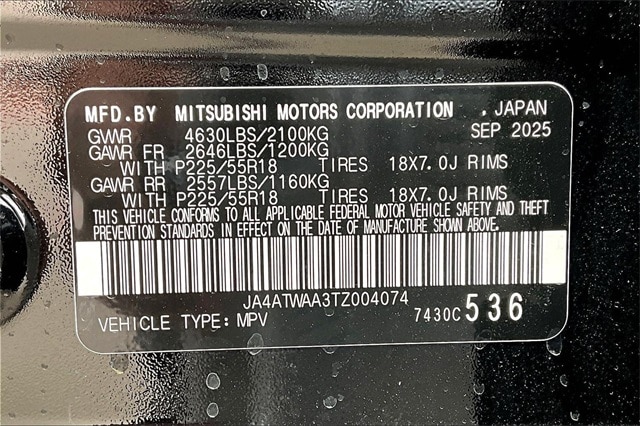 MFD.BY MITSUBISHI MOTORS CORPORATION , JAPAN
GWWR 4630LBS/2100KG SEP 2025
GAWR FR 2646LBS/1200KG
WITH P225/55R18 TIRES 18X7.0J RIMS
GAWR RR 2557LBS/1160KG
WITH P225/55R18 TIRES 18X7.0J RIMS
THIS VEHICLE CONFORMS TO ALL APPLICABLE FEDERAL MOTOR VEHICLE SAFETY AND THEFT
PREVENTION STANDARDS IN EFFECT ON THE DATE OF MANUFACTURE SHOWN ABOVE.
JA4ATWAA3TZ004074
VEHICLE TYPE: MPV 7430C 536